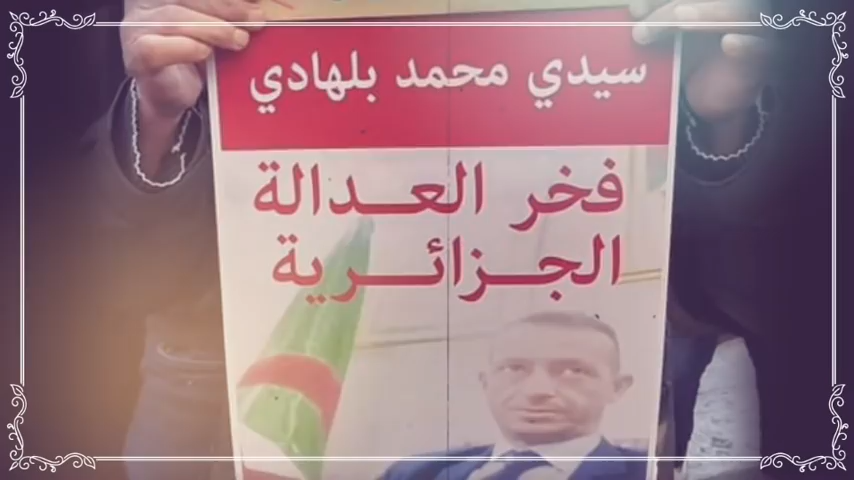 سيدي محمد بلهادي
فخر العدالة
الجزائرية